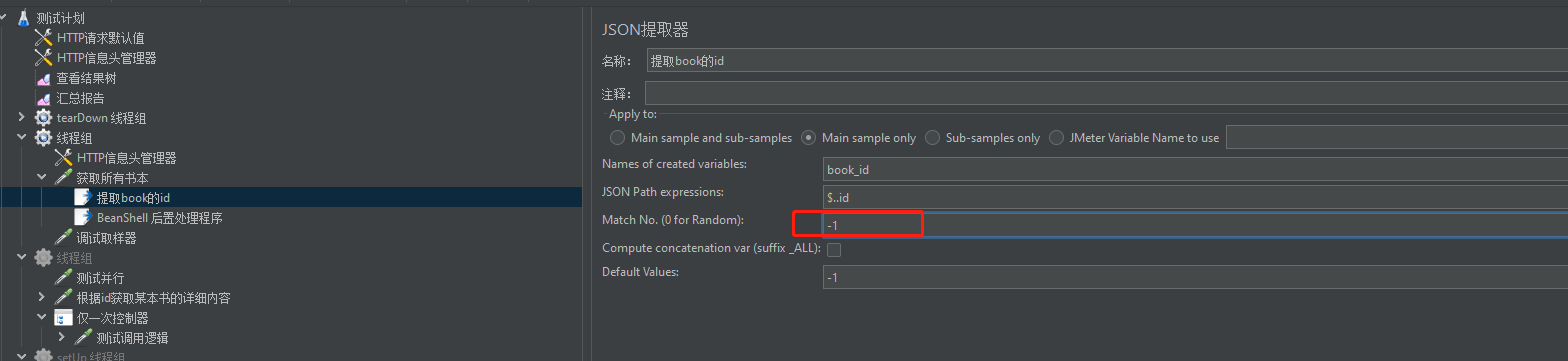 测试计划
HTTP请求默认值
HTTP信息头管理器
查看结果树
汇总报告
tearDown 线程组
线程组
HTTP信息头管理器
获取所有书本
提取book的id
BeanShell 后置处理程序
调试取样器
线程组
测试并行
根据id获取某本书的详细内容
仅一次控制器
测试调用逻辑
setUp 线程组
JSON提取器
名称： 提取book的id
注释：
Apply to:
Main sample and sub-samples Main sample only Sub-samples only JMeter Variable Name to use
Names of created variables: book_id
JSON Path expressions: $..id
Match No. (0 for Random): -1
Compute concatenation var (suffix _ALL):
Default Values: -1